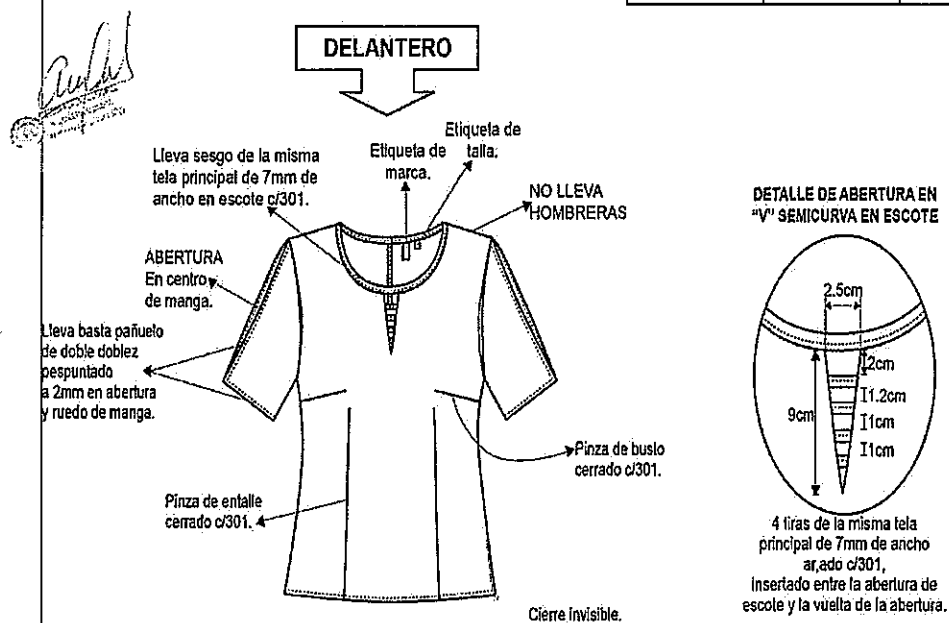 DELANTERO
Lleva sesgo de la misma
tela principal de 7mm de
ancho en escote c/301.
Etiqueta de
marca.
Etiqueta de
talla.
NO LLEVA
HOMBRERAS
ABERTURA
En centro
de manga.
Lleva basta pañuelo
de doble doblez
pespuntado
a 2mm en abertura
y ruedo de manga.
Pinza de busto
cerrado c/301.
Pinza de entalle
cerrado c/301.
Cierre invisible.
DETALLE DE ABERTURA EN
"V" SEMICURVA EN ESCOTE
2.5cm
2cm
1.2cm
9cm
1cm
1cm
4 tiras de la misma tela
principal de 7mm de ancho
ar,ado c/301,
insertado entre la abertura de
escote y la vuelta de la abertura.